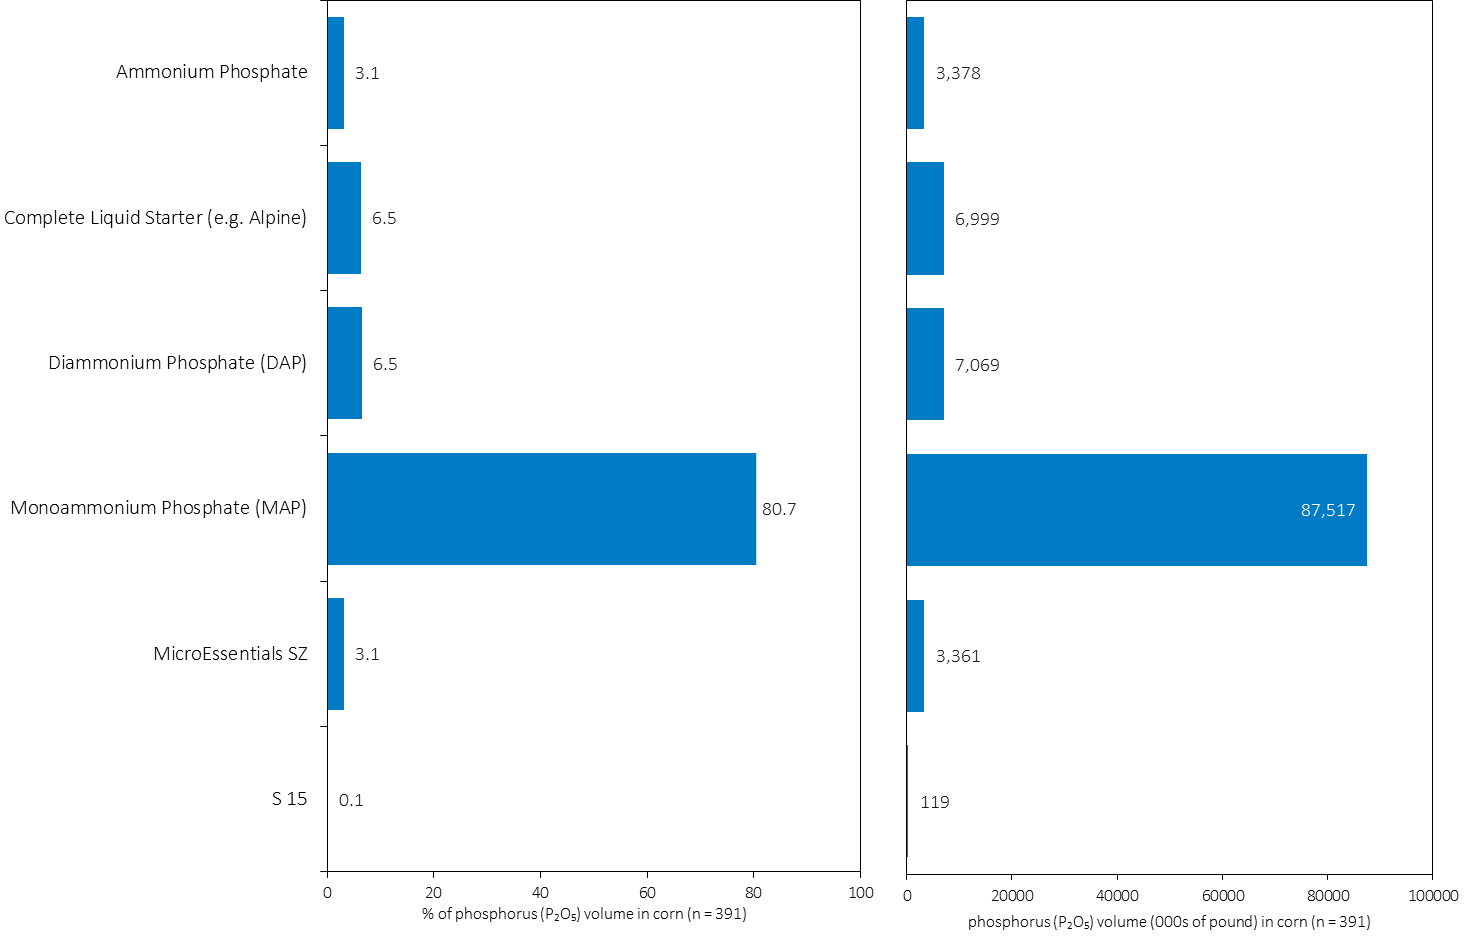 Ammonium Phosphate 3.1 3,378
Complete Liquid Starter (e.g. Alpine) 6.5 6,999
Diammonium Phosphate (DAP) 6.5 7,069
Monoammonium Phosphate (MAP) 80.7 87,517
MicroEssentials SZ 3.1 3,361
S 15 0.1 119
0 20 40 60 80 100
% of phosphorus (P₂O₅) volume in corn (n = 391)
0 20000 40000 60000 80000 100000
phosphorus (P₂O₅) volume (000s of pound) in corn (n = 391)